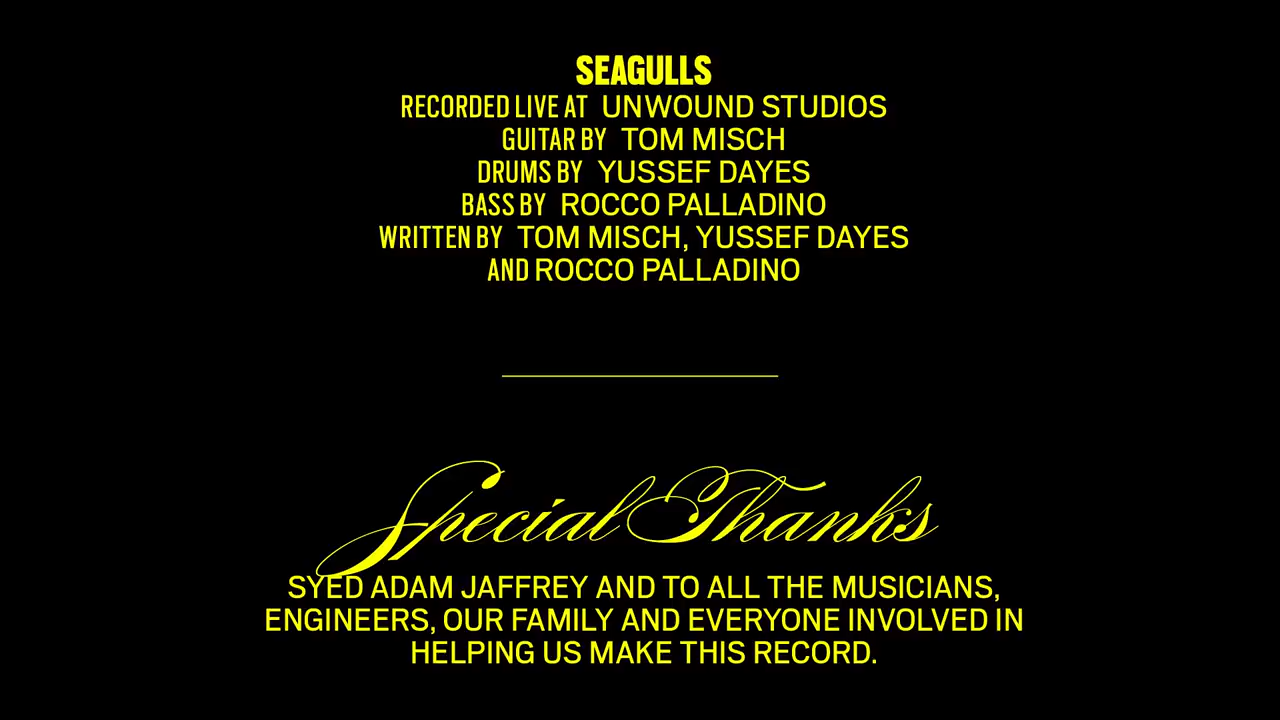 SEAGULLS
RECORDED LIVE AT UNWOUND STUDIOS
GUITAR BY TOM MISCH
DRUMS BY YUSSEF DAYES
BASS BY ROCCO PALLADINO
WRITTEN BY TOM MISCH, YUSSEF DAYES
AND ROCCO PALLADINO
Special Thanks
SYED ADAM JAFFREY AND TO ALL THE MUSICIANS,
ENGINEERS, OUR FAMILY AND EVERYONE INVOLVED IN
HELPING US MAKE THIS RECORD.